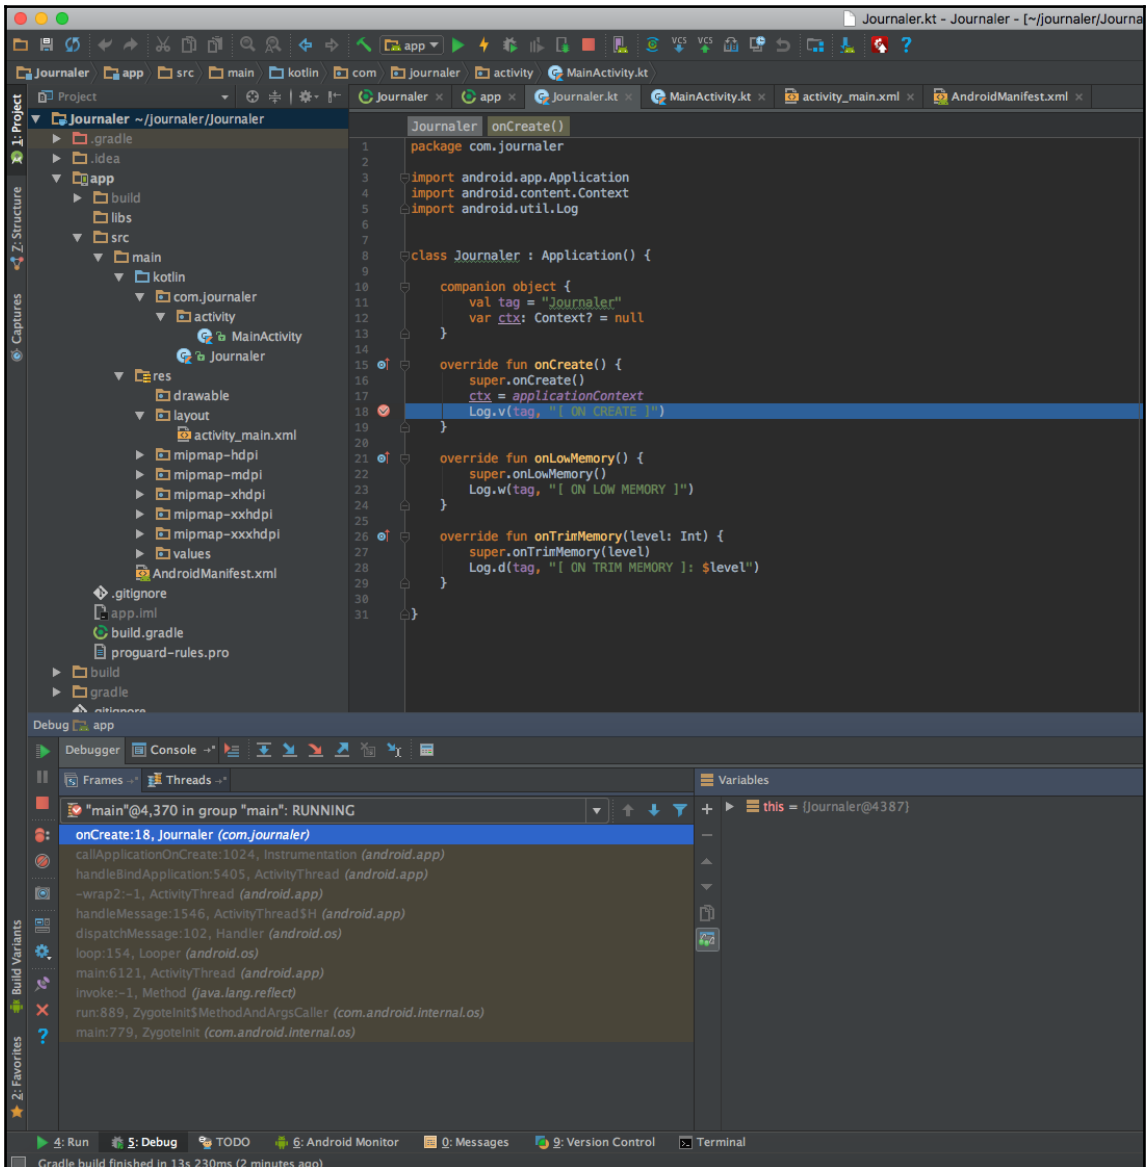 Journaler.kt - Journaler - [~/journaler/Journa
app
VCS VCS
Journaler app src main kotlin com journaler activity MainActivity.kt
1: Project
Z: Structure
Captures
Build Variants
2: Favorites
Project
Journaler ~/journaler/Journaler
.gradle
.idea
app
build
libs
src
main
kotlin
com.journaler
activity
MainActivity
Journaler
res
drawable
layout
activity_main.xml
mipmap-hdpi
mipmap-mdpi
mipmap-xhdpi
mipmap-xxhdpi
mipmap-xxxhdpi
values
AndroidManifest.xml
.gitignore
app.iml
build.gradle
proguard-rules.pro
build
gradle
.gitignore
Journaler app Journaler.kt MainActivity.kt activity_main.xml AndroidManifest.xml
Journaler onCreate()
1 package com.journaler
2
3 import android.app.Application
4 import android.content.Context
5 import android.util.Log
6
7
8 class Journaler : Application() {
9
10 companion object {
11 val tag = "Journaler"
12 var ctx: Context? = null
13 }
14
15 override fun onCreate() {
16 super.onCreate()
17 ctx = applicationContext
18 Log.v(tag, "[ ON CREATE ]")
19 }
20
21 override fun onLowMemory() {
22 super.onLowMemory()
23 Log.w(tag, "[ ON LOW MEMORY ]")
24 }
25
26 override fun onTrimMemory(level: Int) {
27 super.onTrimMemory(level)
28 Log.d(tag, "[ ON TRIM MEMORY ]: $level")
29 }
30
31 }
Debug app
Debugger Console
Frames Threads
"main"@4,370 in group "main": RUNNING
onCreate:18, Journaler (com.journaler)
callApplicationOnCreate:1024, Instrumentation (android.app)
handleBindApplication:5405, ActivityThread (android.app)
-wrap2:-1, ActivityThread (android.app)
handleMessage:1546, ActivityThread$H (android.app)
dispatchMessage:102, Handler (android.os)
loop:154, Looper (android.os)
main:6121, ActivityThread (android.app)
invoke:-1, Method (java.lang.reflect)
run:889, ZygoteInit$MethodAndArgsCaller (com.android.internal.os)
main:779, ZygoteInit (com.android.internal.os)
Variables
this = {Journaler@4387}
4: Run 5: Debug TODO 6: Android Monitor 0: Messages 9: Version Control Terminal
Gradle build finished in 13s 230ms (2 minutes ago)